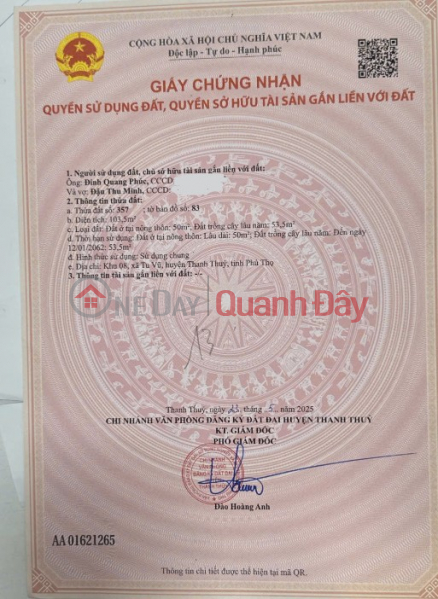 CỘNG HÒA XÃ HỘI CHỦ NGHĨA VIỆT NAM
Độc lập - Tự do - Hạnh phúc
GIẤY CHỨNG NHẬN
QUYỀN SỬ DỤNG ĐẤT, QUYỀN SỞ HỮU TÀI SẢN GẮN LIỀN VỚI ĐẤT
1. Người sử dụng đất, chủ sở hữu tài sản gắn liền với đất:
Ông: Đinh Quang Phúc, CCCD:
Và vợ: Đậu Thu Minh, CCCD:
2. Thông tin thửa đất:
a. Thửa đất số: 357 ; tờ bản đồ số: 83
b. Diện tích: 103,5m²
c. Loại đất: Đất ở tại nông thôn: 50m²; Đất trồng cây lâu năm: 53,5m²
d. Thời hạn sử dụng: Đất ở tại nông thôn: Lâu dài: 50m²; Đất trồng cây lâu năm: Đến ngày
12/01/2062: 53,5m²
đ. Hình thức sử dụng: Sử dụng chung
e. Địa chỉ: Khu 08, xã Tu Vũ, huyện Thanh Thuỷ, tỉnh Phú Thọ
3. Thông tin tài sản gắn liền với đất: -/-
ONE DAY Quanh Đây
13
Thanh Thuỷ, ngày 13 tháng 5 năm 2025
CHI NHÁNH VĂN PHÒNG ĐĂNG KÝ ĐẤT ĐAI HUYỆN THANH THUỶ
KT. GIÁM ĐỐC
PHÓ GIÁM ĐỐC
Đào Hoàng Anh
AA 01621265
Thông tin chi tiết được thể hiện tại mã QR.